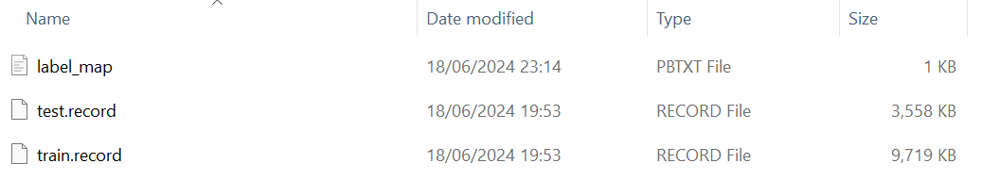 Name Date modified Type Size
label_map 18/06/2024 23:14 PBTXT File 1 KB
test.record 18/06/2024 19:53 RECORD File 3,558 KB
train.record 18/06/2024 19:53 RECORD File 9,719 KB